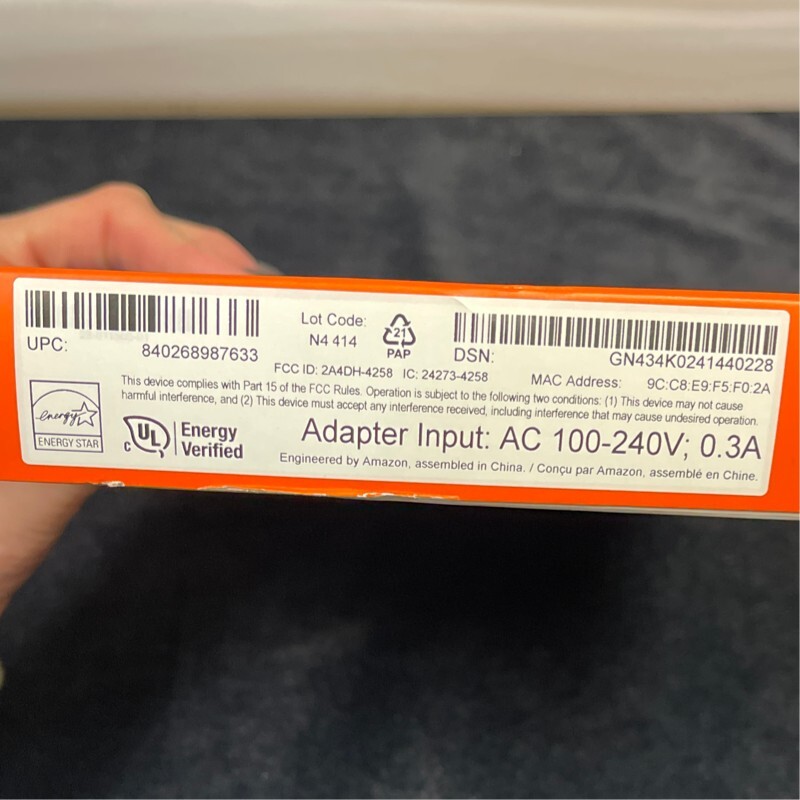 UPC:
840268987633
Lot Code:
N4 414
21
PAP
DSN:
GN434K0241440228
FCC ID: 2A4DH-4258 IC: 24273-4258
MAC Address: 9C:C8:E9:F5:F0:2A
This device complies with Part 15 of the FCC Rules. Operation is subject to the following two conditions: (1) This device may not cause
harmful interference, and (2) This device must accept any interference received, including interference that may cause undesired operation.
energy
ENERGY STAR
C UL
Energy
Verified
Adapter Input: AC 100-240V; 0.3A
Engineered by Amazon, assembled in China. / Conçu par Amazon, assemblé en Chine.